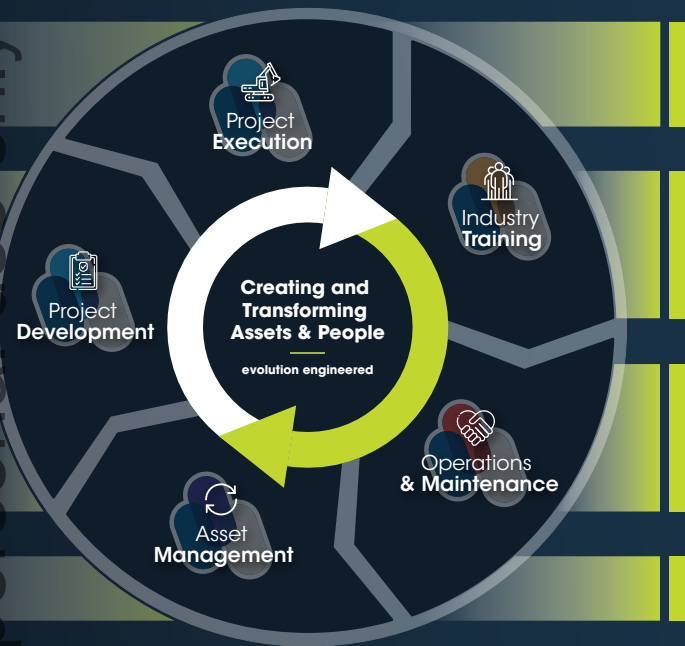 Project
Execution
Industry
Training
Project
Development
Creating and
Transforming
Assets & People
evolution engineered
Operations
& Maintenance
Asset
Management